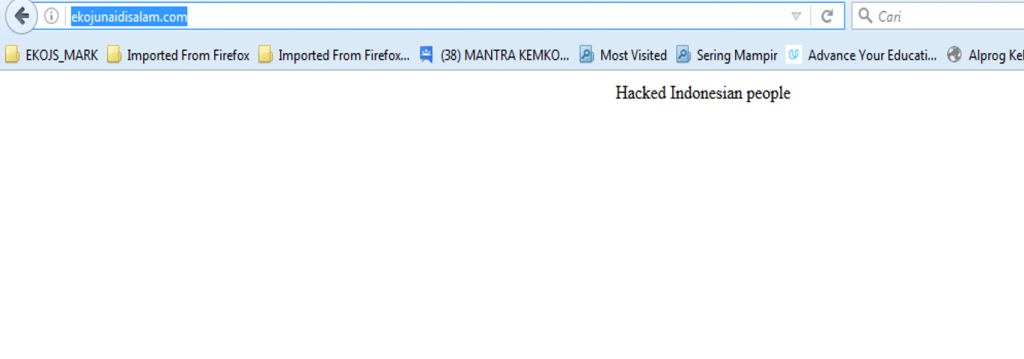 ekojunaidisalam.com
Cari
EKOJS_MARK Imported From Firefox Imported From Firefox... (38) MANTRA KEMKO... Most Visited Sering Mampir Advance Your Educati... Alprog Kel
Hacked Indonesian people